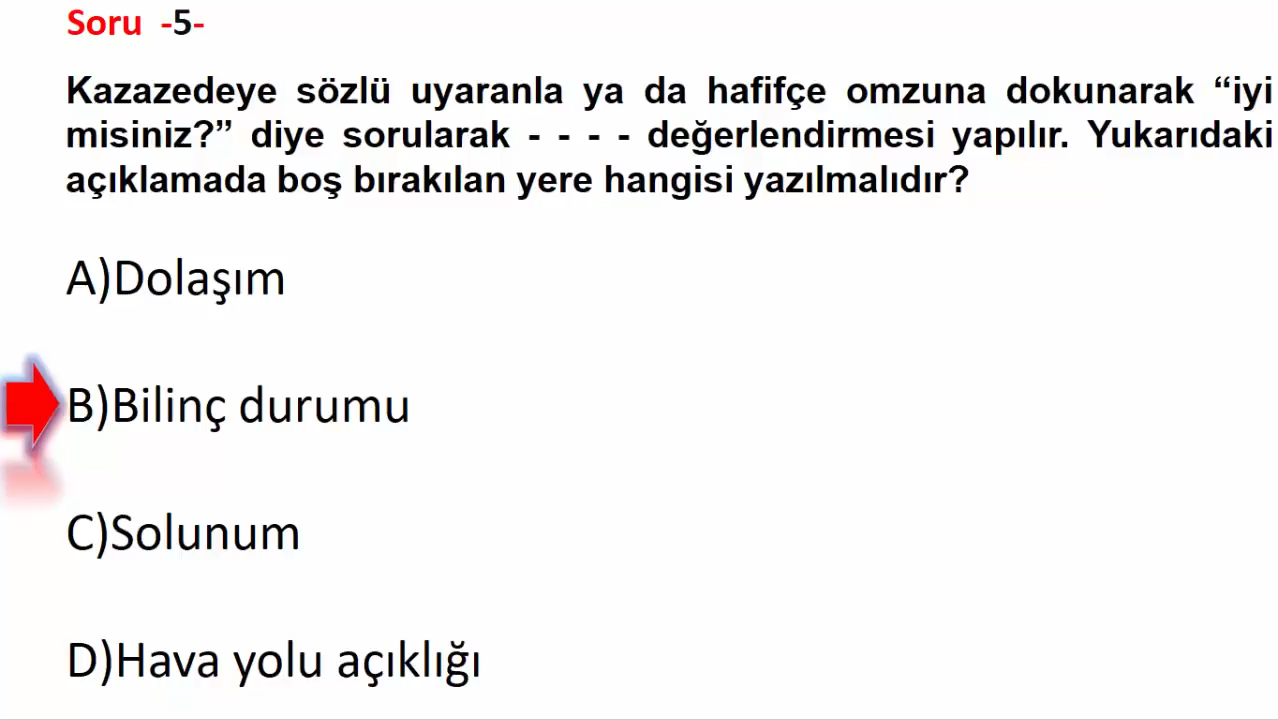 Soru -5-
Kazazedeye sözlü uyaranla ya da hafifçe omzuna dokunarak “iyi
misiniz?” diye sorularak - - - - değerlendirmesi yapılır. Yukarıdaki
açıklamada boş bırakılan yere hangisi yazılmalıdır?
A)Dolaşım
B)Bilinç durumu
C)Solunum
D)Hava yolu açıklığı